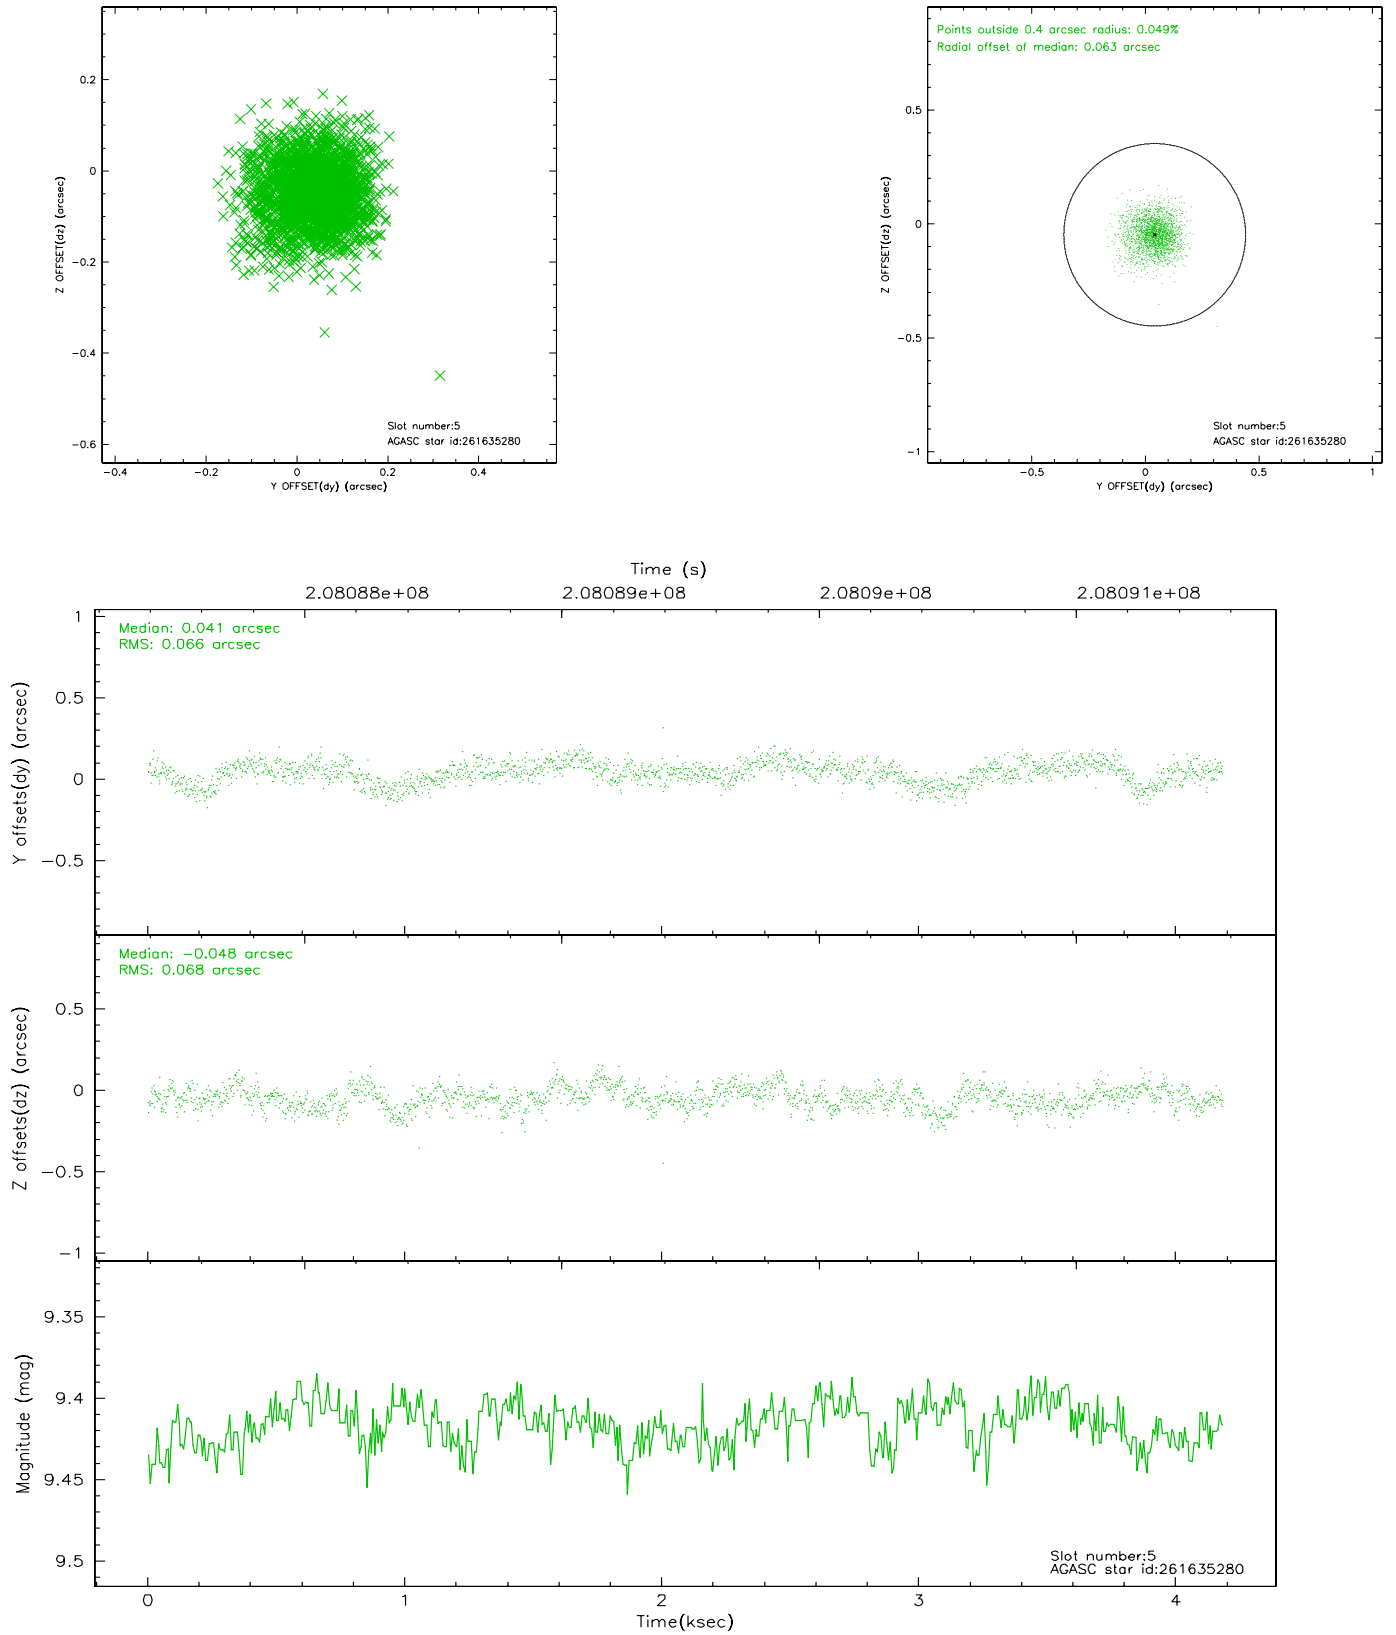 0.2
0
−0.2
−0.4
−0.6
Z OFFSET(dz) (arcsec)
−0.4 −0.2 0 0.2 0.4
Y OFFSET(dy) (arcsec)
Slot number:5
AGASC star id:261635280
Points outside 0.4 arcsec radius: 0.049%
Radial offset of median: 0.063 arcsec
0.5
0
−0.5
−1
Z OFFSET(dz) (arcsec)
−0.5 0 0.5 1
Y OFFSET(dy) (arcsec)
Slot number:5
AGASC star id:261635280
Time (s)
2.08088e+08 2.08089e+08 2.0809e+08 2.08091e+08
Median: 0.041 arcsec
RMS: 0.066 arcsec
1
0.5
0
−0.5
Y offsets(dy) (arcsec)
Median: −0.048 arcsec
RMS: 0.068 arcsec
0.5
0
−0.5
−1
Z offsets(dz) (arcsec)
9.35
9.4
9.45
9.5
Magnitude (mag)
Slot number:5
AGASC star id:261635280
0 1 2 3 4
Time(ksec)